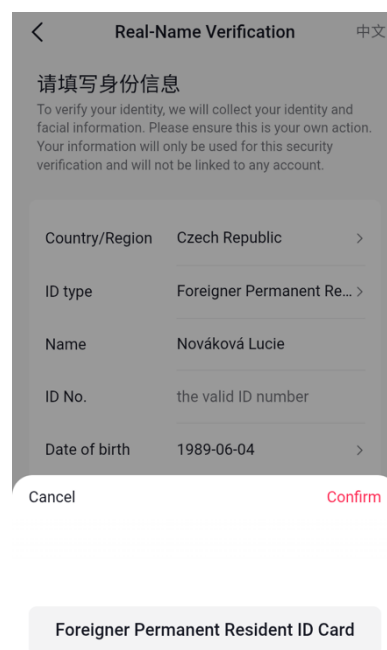 Real-Name Verification 中文
请填写身份信息
To verify your identity, we will collect your identity and
facial information. Please ensure this is your own action.
Your information will only be used for this security
verification and will not be linked to any account.
Country/Region Czech Republic
ID type Foreigner Permanent Re...
Name Nováková Lucie
ID No. the valid ID number
Date of birth 1989-06-04
Cancel Confirm
Foreigner Permanent Resident ID Card